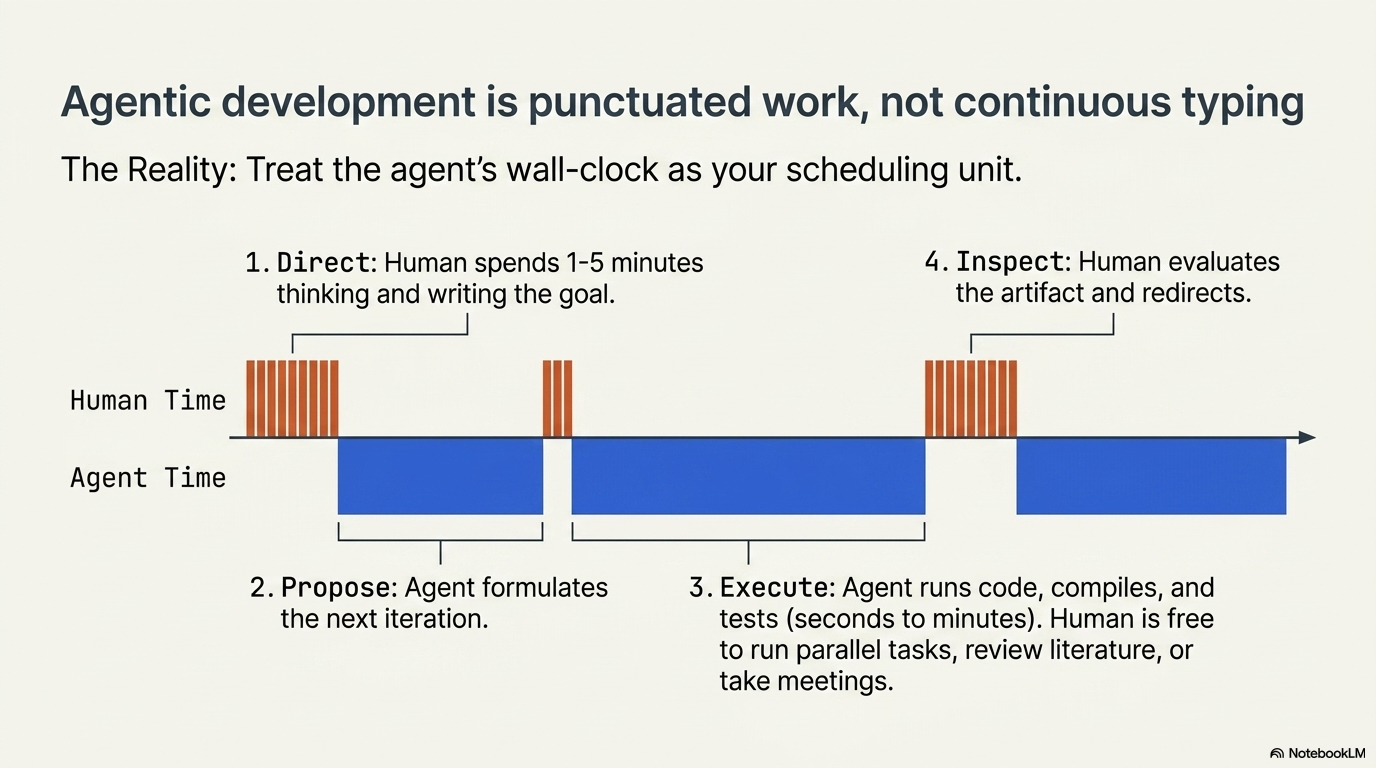 Agentic development is punctuated work, not continuous typing
The Reality: Treat the agent’s wall-clock as your scheduling unit.
1. Direct: Human spends 1-5 minutes
thinking and writing the goal.
4. Inspect: Human evaluates
the artifact and redirects.
Human Time
Agent Time
2. Propose: Agent formulates
the next iteration.
3. Execute: Agent runs code, compiles, and
tests (seconds to minutes). Human is free
to run parallel tasks, review literature, or
take meetings.
NotebookLM